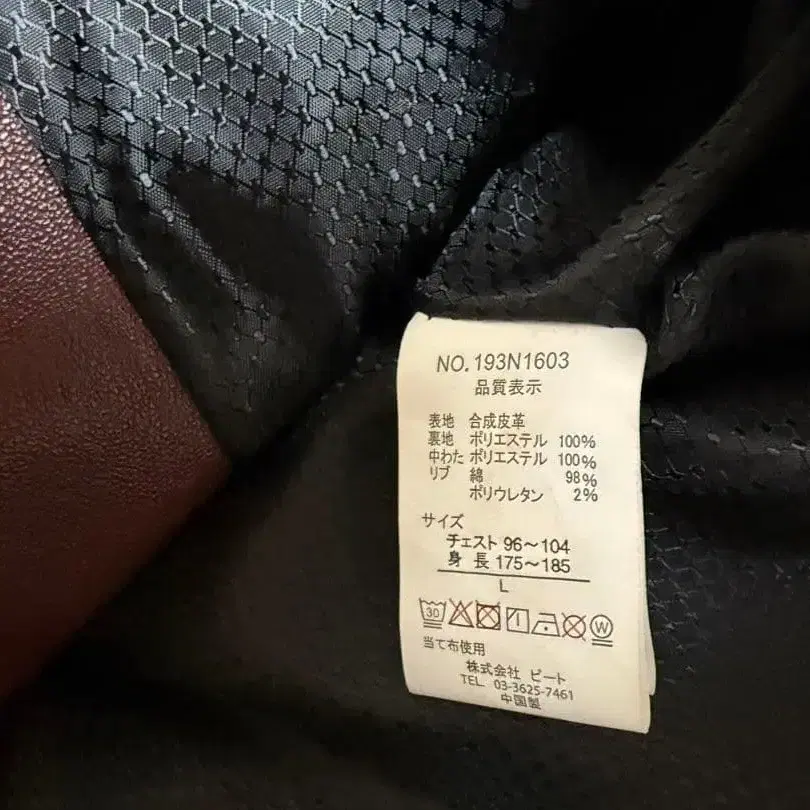 NO. 193N1603
品質表示
表地 合成皮革
裏地 ポリエステル 100%
中わた ポリエステル 100%
リブ 綿 98%
ポリウレタン 2%
サイズ
チェスト 96～104
身 長 175～185
L
30 W
当て布使用
株式会社 ビート
TEL 03-3625-7461
中国製